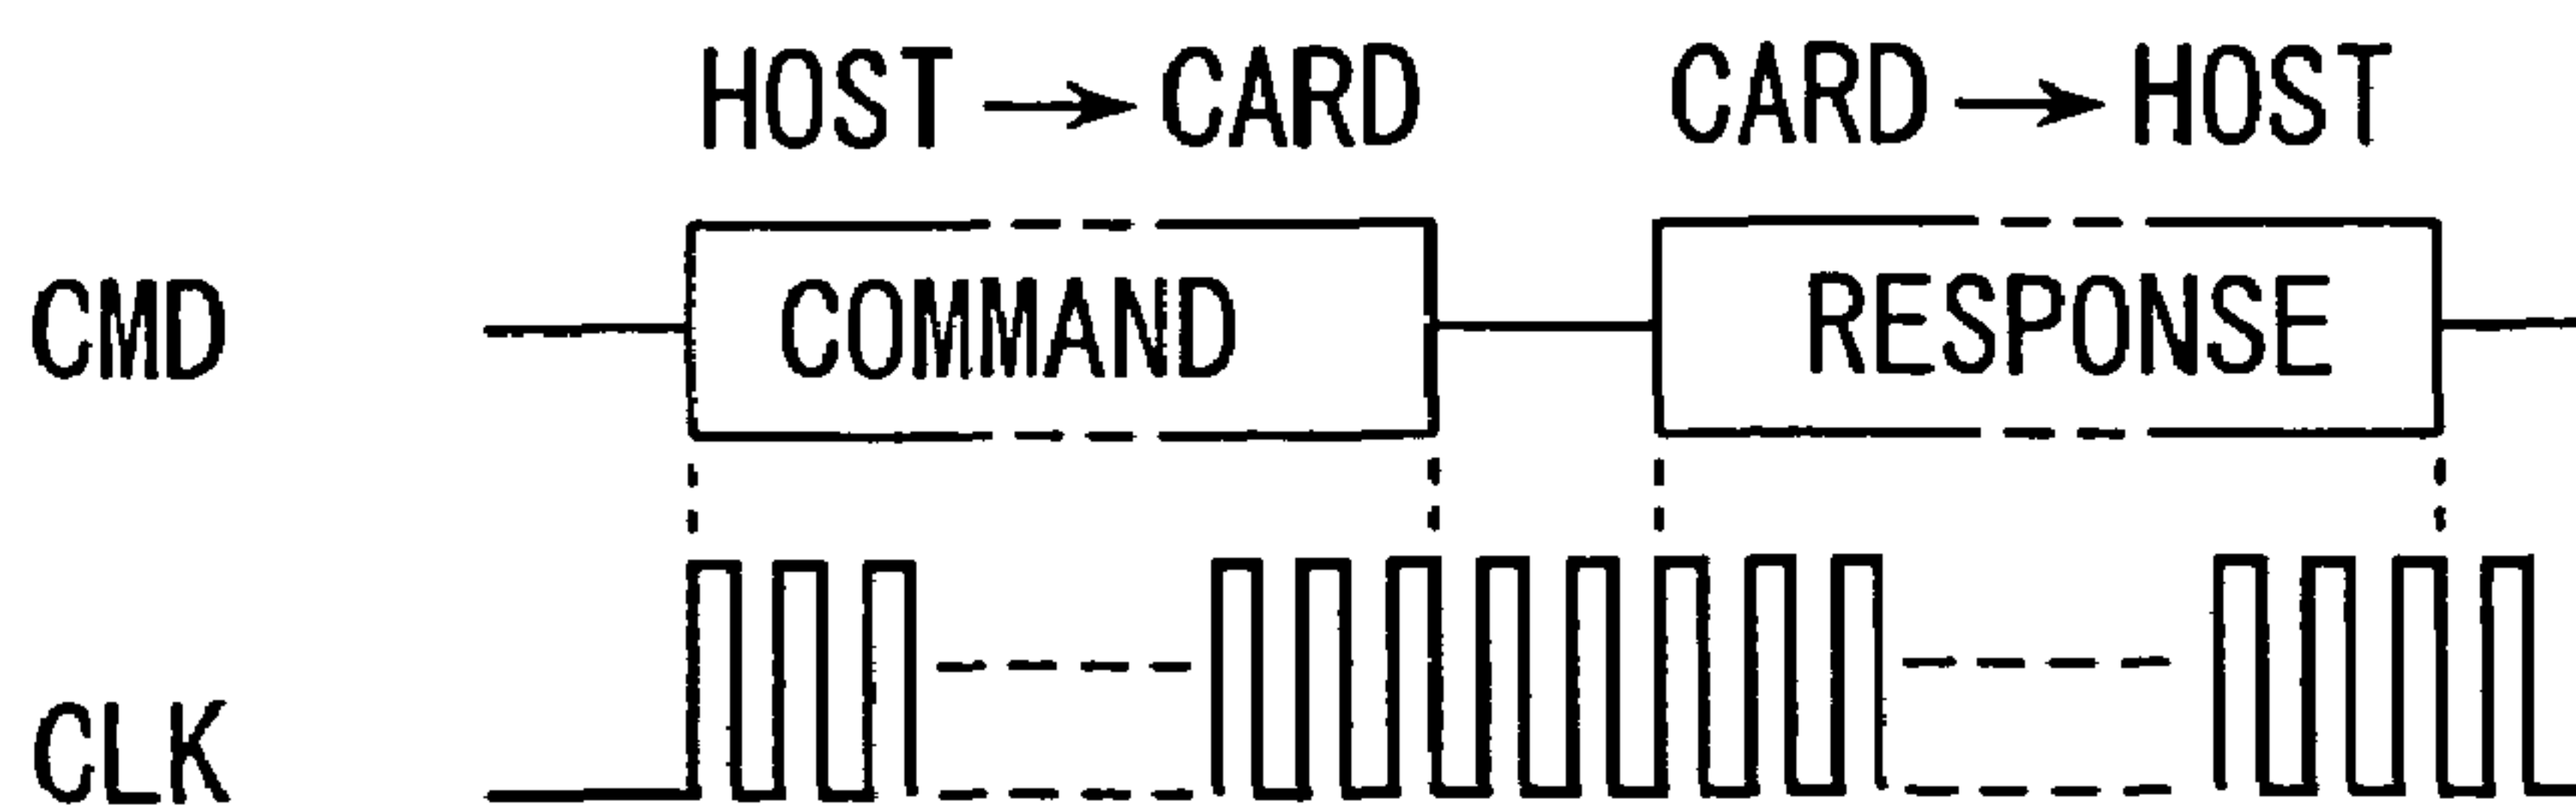 HOST → CARD CARD → HOST
CMD COMMAND RESPONSE
CLK